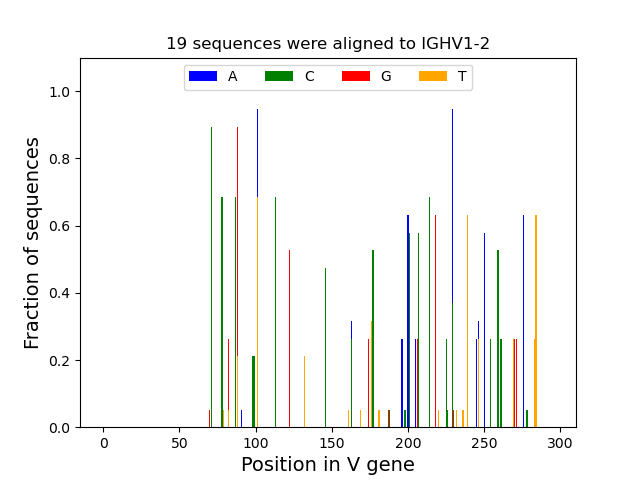 19 sequences were aligned to IGHV1-2
A C G T
1.0
0.8
0.6
0.4
0.2
0.0
Fraction of sequences
0 50 100 150 200 250 300
Position in V gene